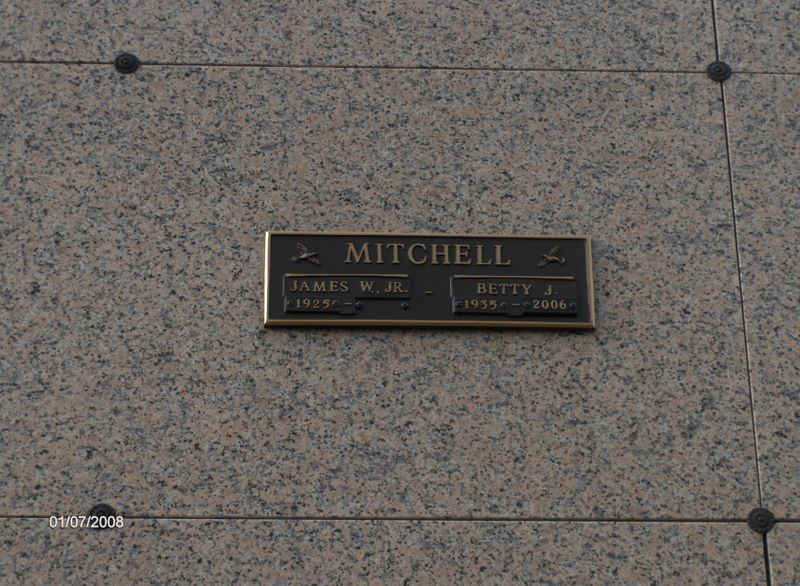 MITCHELL
JAMES W., JR.
1925 -
-
BETTY J.
1935 - 2006
01/07/2008